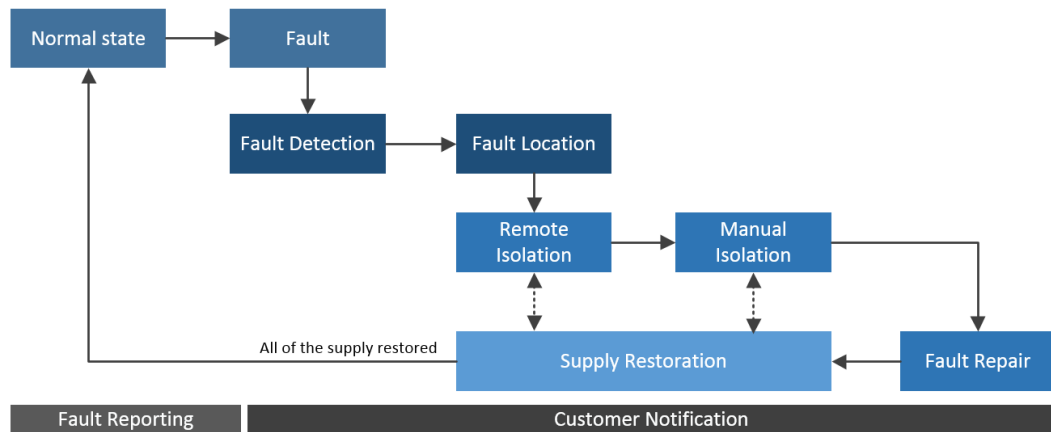 Normal state
Fault
Fault Detection
Fault Location
Remote
Isolation
Manual
Isolation
All of the supply restored
Supply Restoration
Fault Repair
Fault Reporting
Customer Notification